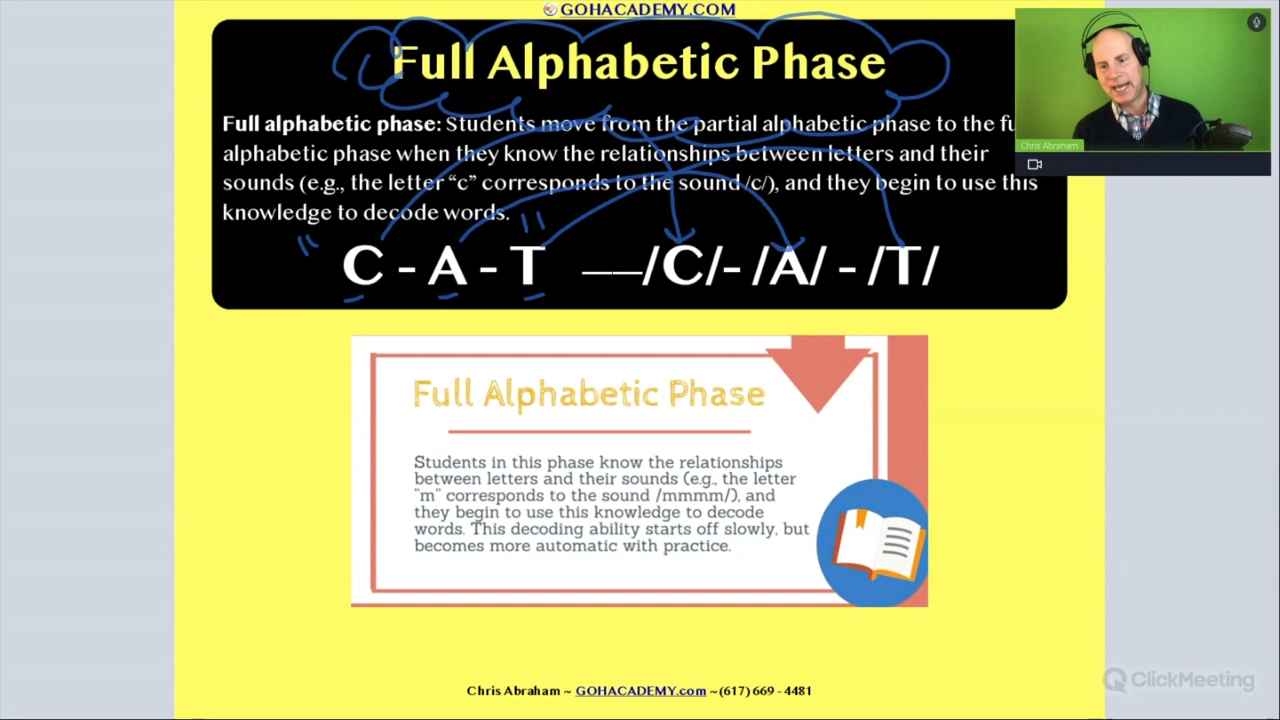 GOHACADEMY.COM
Full Alphabetic Phase
Full alphabetic phase: Students move from the partial alphabetic phase to the fu
alphabetic phase when they know the relationships between letters and their
sounds (e.g., the letter “c” corresponds to the sound /c/), and they begin to use this
knowledge to decode words.
C - A - T __/C/- /A/ - /T/
Chris Abraham
Full Alphabetic Phase
Students in this phase know the relationships
between letters and their sounds (e.g., the letter
"m" corresponds to the sound /mmmm/), and
they begin to use this knowledge to decode
words. This decoding ability starts off slowly, but
becomes more automatic with practice.
ClickMeeting
Chris Abraham ~ GOHACADEMY.com ~(617) 669 - 4481